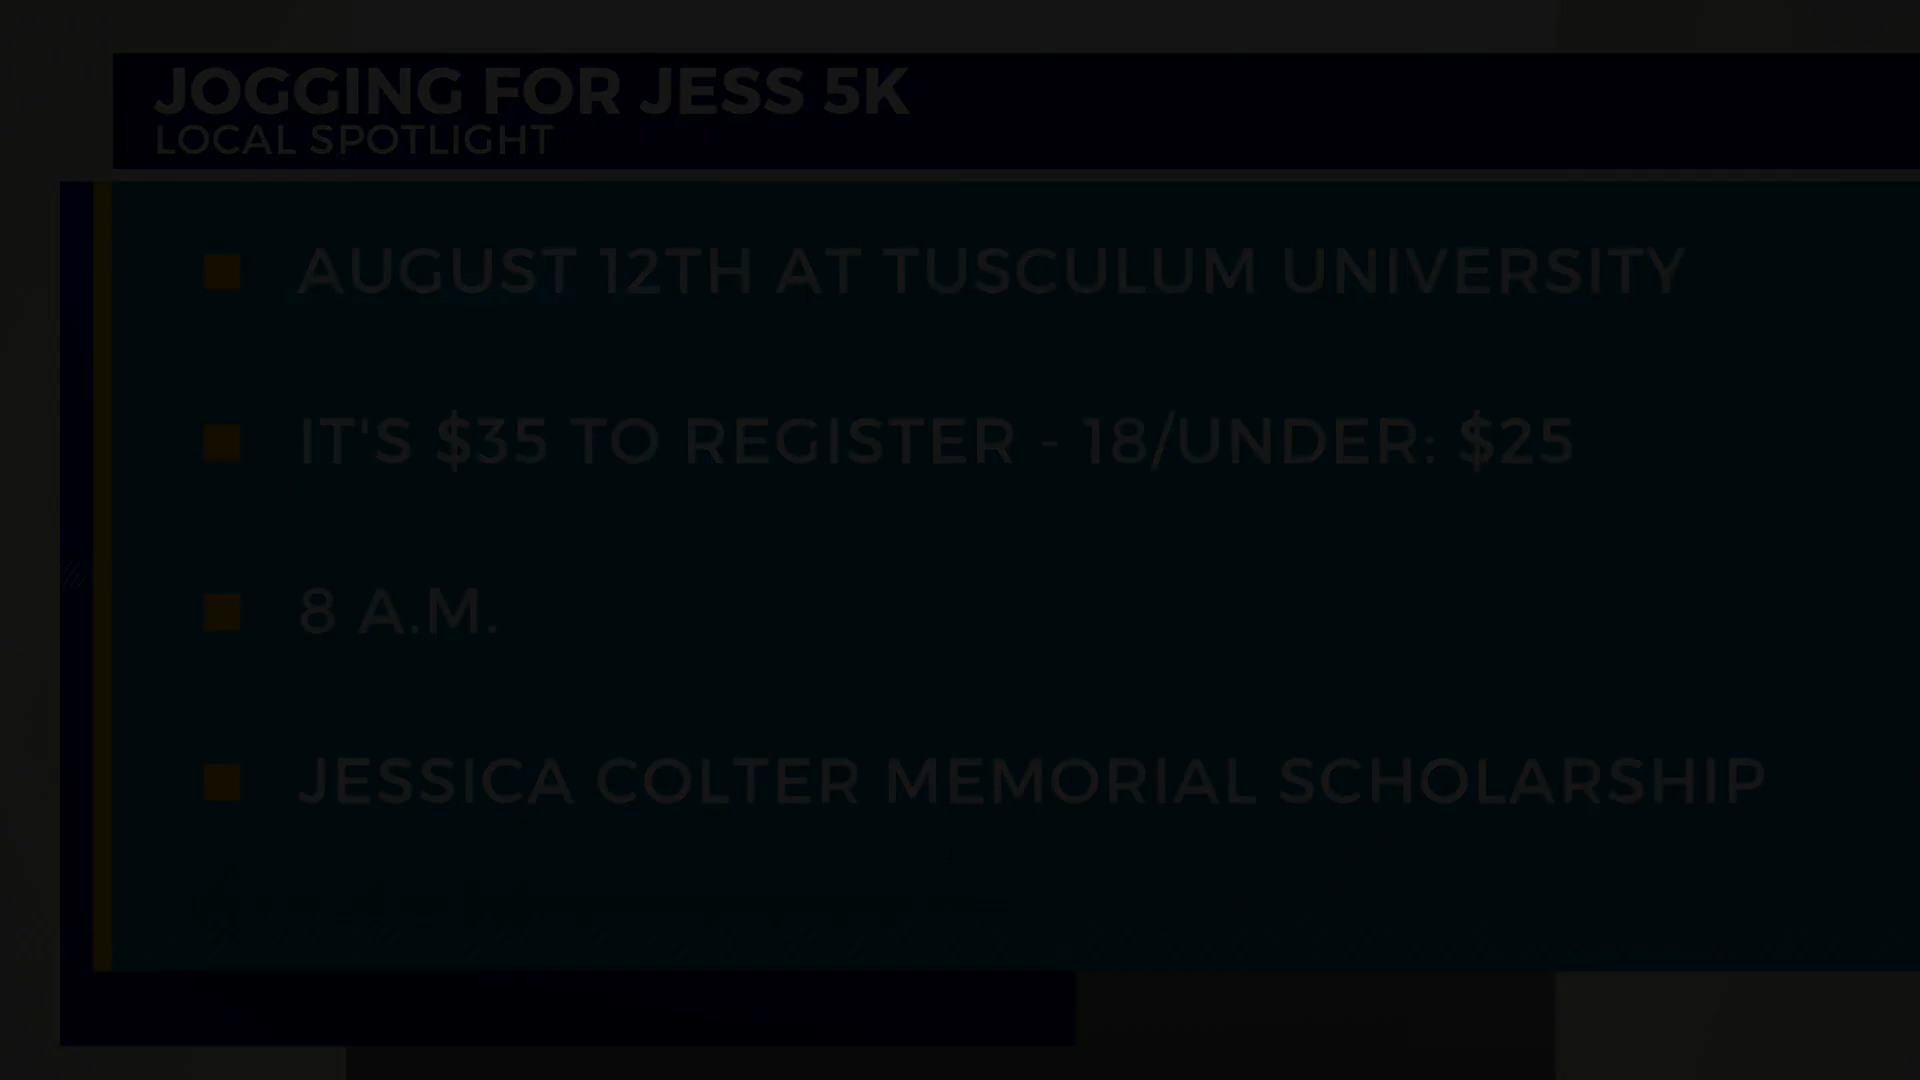 JOGGING FOR JESS 5K
LOCAL SPOTLIGHT
AUGUST 12TH AT TUSCULUM UNIVERSITY
IT'S $35 TO REGISTER - 18/UNDER: $25
8 A.M.
JESSICA COLTER MEMORIAL SCHOLARSHIP